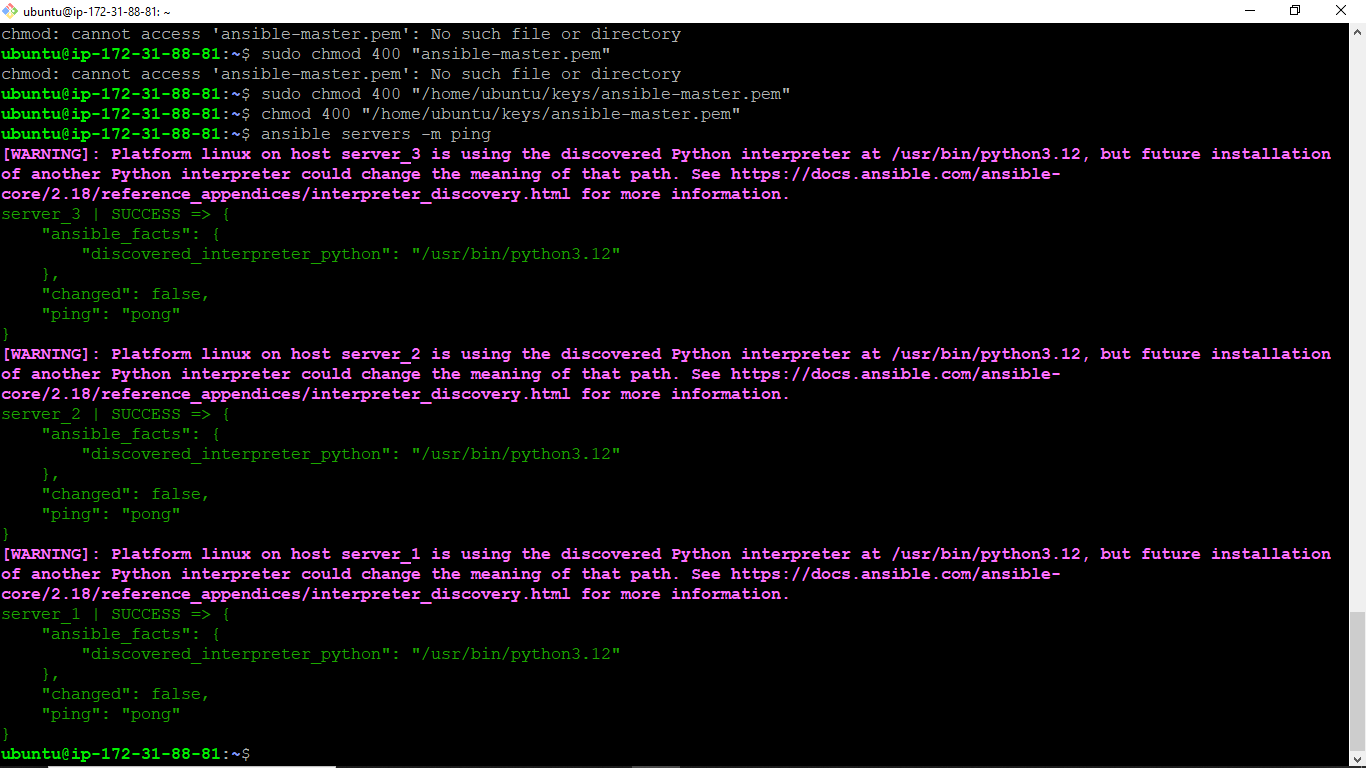 ubuntu@ip-172-31-88-81: ~
chmod: cannot access 'ansible-master.pem': No such file or directory
ubuntu@ip-172-31-88-81:~$ sudo chmod 400 "ansible-master.pem"
chmod: cannot access 'ansible-master.pem': No such file or directory
ubuntu@ip-172-31-88-81:~$ sudo chmod 400 "/home/ubuntu/keys/ansible-master.pem"
ubuntu@ip-172-31-88-81:~$ chmod 400 "/home/ubuntu/keys/ansible-master.pem"
ubuntu@ip-172-31-88-81:~$ ansible servers -m ping
[WARNING]: Platform linux on host server_3 is using the discovered Python interpreter at /usr/bin/python3.12, but future installation
of another Python interpreter could change the meaning of that path. See https://docs.ansible.com/ansible-
core/2.18/reference_appendices/interpreter_discovery.html for more information.
server_3 | SUCCESS => {
    "ansible_facts": {
        "discovered_interpreter_python": "/usr/bin/python3.12"
    },
    "changed": false,
    "ping": "pong"
}
[WARNING]: Platform linux on host server_2 is using the discovered Python interpreter at /usr/bin/python3.12, but future installation
of another Python interpreter could change the meaning of that path. See https://docs.ansible.com/ansible-
core/2.18/reference_appendices/interpreter_discovery.html for more information.
server_2 | SUCCESS => {
    "ansible_facts": {
        "discovered_interpreter_python": "/usr/bin/python3.12"
    },
    "changed": false,
    "ping": "pong"
}
[WARNING]: Platform linux on host server_1 is using the discovered Python interpreter at /usr/bin/python3.12, but future installation
of another Python interpreter could change the meaning of that path. See https://docs.ansible.com/ansible-
core/2.18/reference_appendices/interpreter_discovery.html for more information.
server_1 | SUCCESS => {
    "ansible_facts": {
        "discovered_interpreter_python": "/usr/bin/python3.12"
    },
    "changed": false,
    "ping": "pong"
}
ubuntu@ip-172-31-88-81:~$